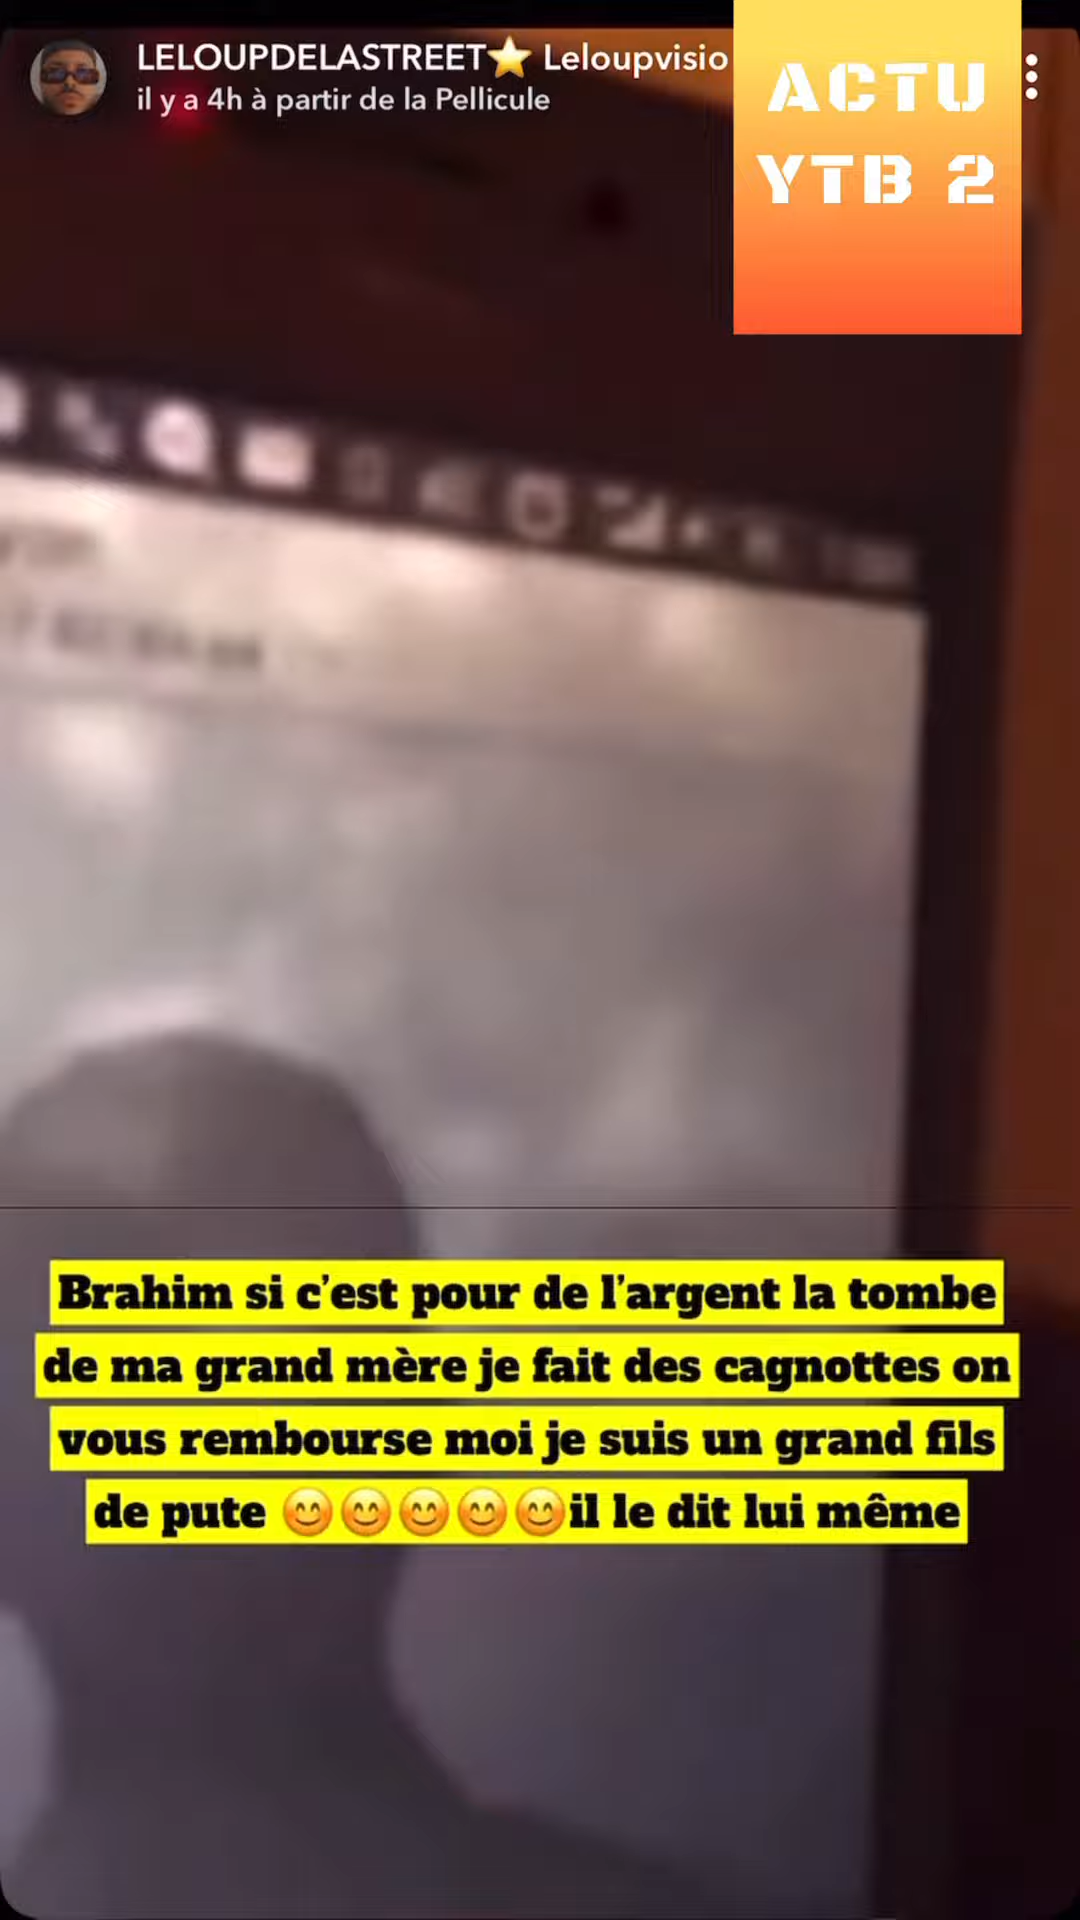 LELOUPDELASTREET⭐ Leloupvisio
il y a 4h à partir de la Pellicule
ACTU
YTB 2
Brahim si c'est pour de l'argent la tombe
de ma grand mère je fait des cagnottes on
vous rembourse moi je suis un grand fils
de pute 😊😊😊😊😊il le dit lui même